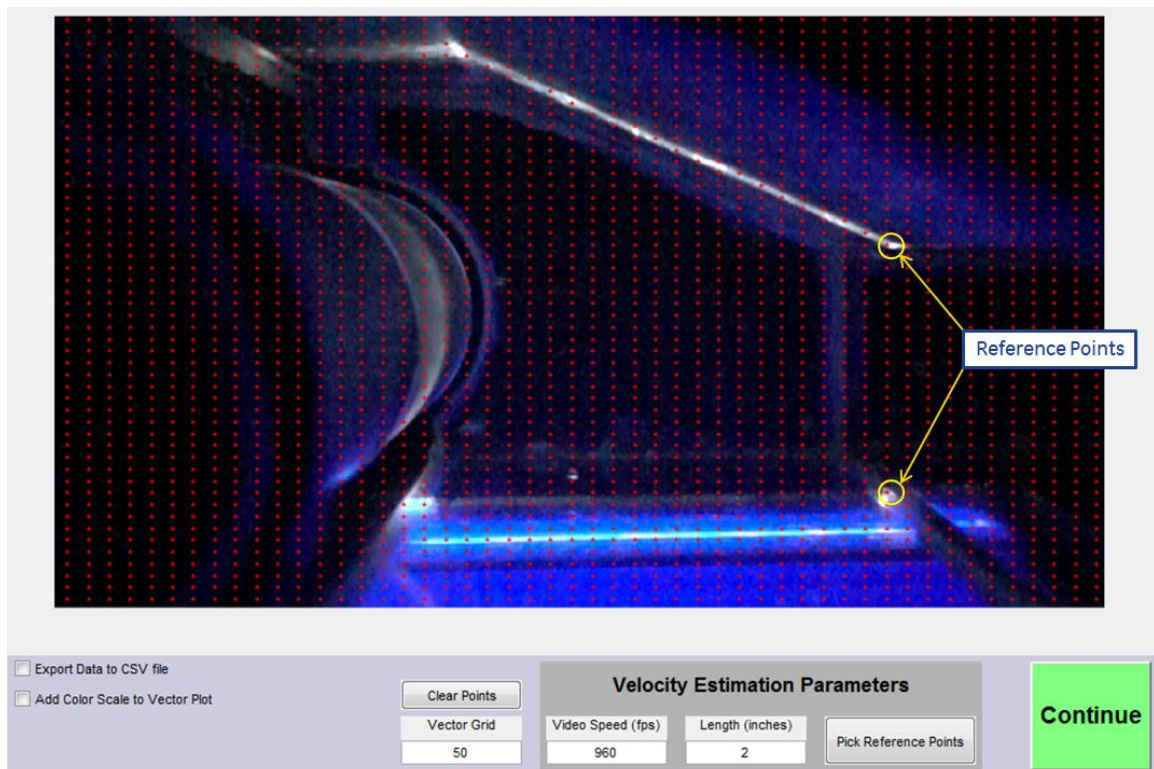 Reference Points
Export Data to CSV file
Add Color Scale to Vector Plot
Clear Points
Vector Grid
50
Velocity Estimation Parameters
Video Speed (fps)
960
Length (inches)
2
Pick Reference Points
Continue